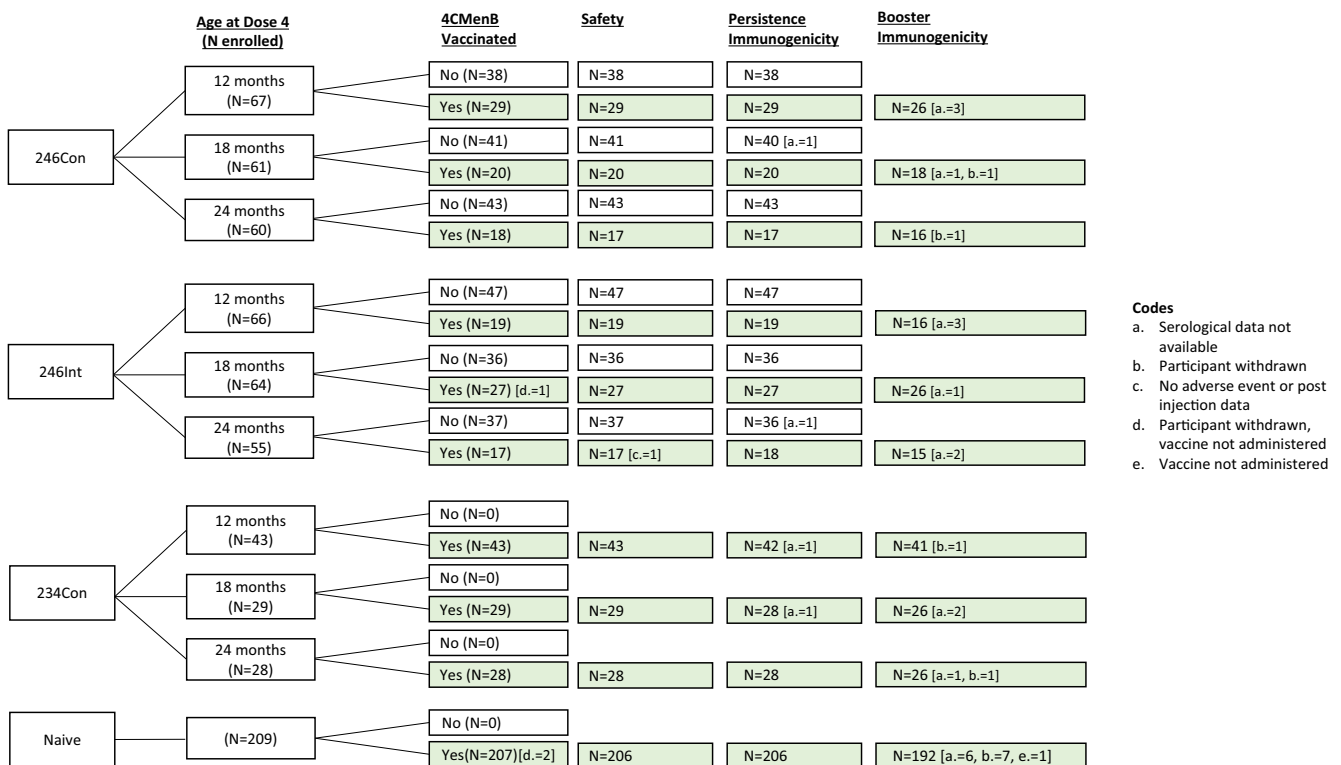 Age at Dose 4
(N enrolled)
4CMenB
Vaccinated
Safety
Persistence
Immunogenicity
Booster
Immunogenicity
246Con
12 months
(N=67)
No (N=38)
N=38
N=38
Yes (N=29)
N=29
N=29
N=26 [a.=3]
18 months
(N=61)
No (N=41)
N=41
N=40 [a.=1]
Yes (N=20)
N=20
N=20
N=18 [a.=1, b.=1]
24 months
(N=60)
No (N=43)
N=43
N=43
Yes (N=18)
N=17
N=17
N=16 [b.=1]
246Int
12 months
(N=66)
No (N=47)
N=47
N=47
Yes (N=19)
N=19
N=19
N=16 [a.=3]
18 months
(N=64)
No (N=36)
N=36
N=36
Yes (N=27) [d.=1]
N=27
N=27
N=26 [a.=1]
24 months
(N=55)
No (N=37)
N=37
N=36 [a.=1]
Yes (N=17)
N=17 [c.=1]
N=18
N=15 [a.=2]
234Con
12 months
(N=43)
No (N=0)
Yes (N=43)
N=43
N=42 [a.=1]
N=41 [b.=1]
18 months
(N=29)
No (N=0)
Yes (N=29)
N=29
N=28 [a.=1]
N=26 [a.=2]
24 months
(N=28)
No (N=0)
Yes (N=28)
N=28
N=28
N=26 [a.=1, b.=1]
Naive
(N=209)
No (N=0)
Yes(N=207)[d.=2]
N=206
N=206
N=192 [a.=6, b.=7, e.=1]
Codes
a. Serological data not
available
b. Participant withdrawn
c. No adverse event or post
injection data
d. Participant withdrawn,
vaccine not administered
e. Vaccine not administered